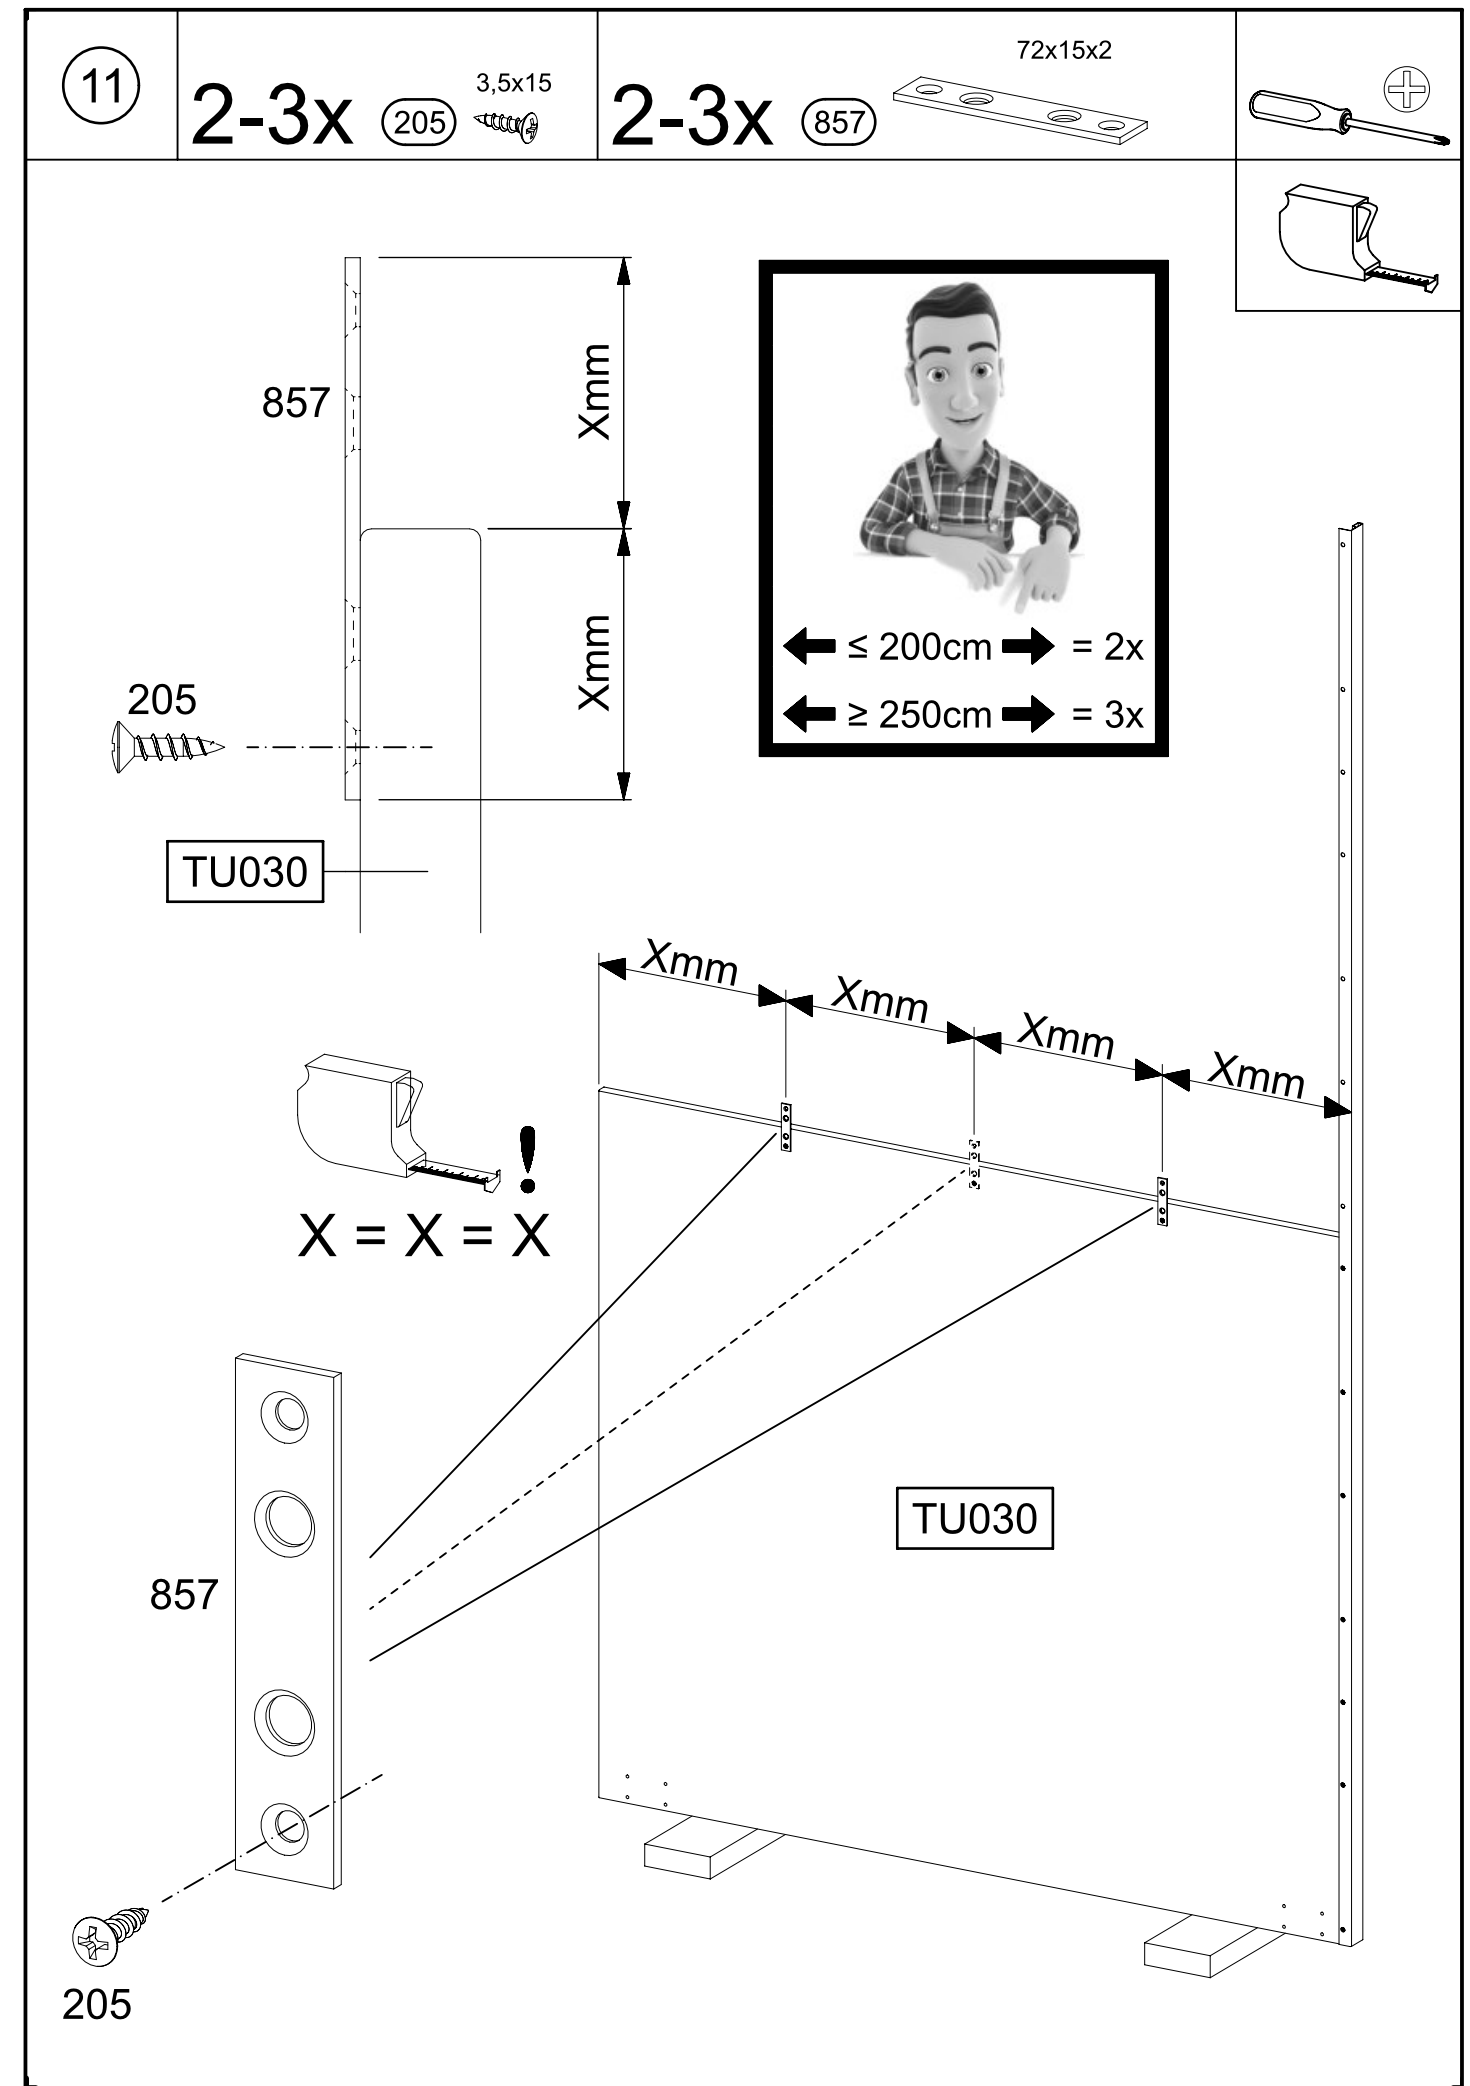 11
2-3x 205 3,5x15
2-3x 857 72x15x2
857
Xmm
Xmm
205
TU030
≤ 200cm = 2x
≥ 250cm = 3x
Xmm
Xmm
Xmm
Xmm
!
X = X = X
TU030
857
205